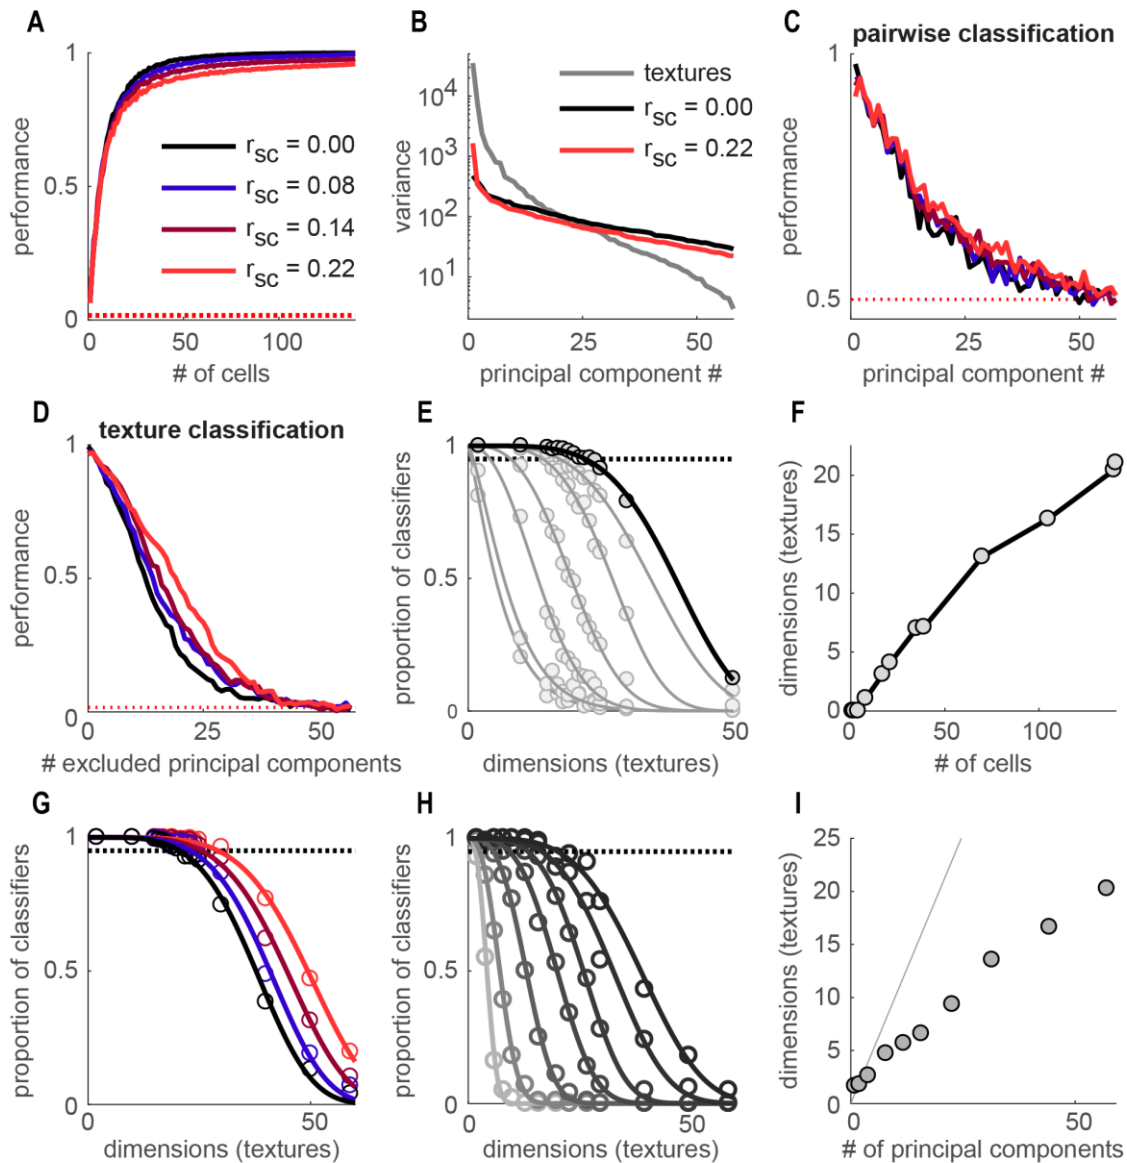 A
1
0.5
0
performance
r_sc = 0.00
r_sc = 0.08
r_sc = 0.14
r_sc = 0.22
0
50
100
# of cells
B
10^4
10^3
10^2
10^1
variance
textures
r_sc = 0.00
r_sc = 0.22
0
25
50
principal component #
C
pairwise classification
1
0.5
performance
0
25
50
principal component #
D
texture classification
1
0.5
0
performance
0
25
50
# excluded principal components
E
1
0.5
0
proportion of classifiers
0
50
dimensions (textures)
F
20
15
10
5
0
dimensions (textures)
0
100
# of cells
G
1
0.5
0
proportion of classifiers
0
50
dimensions (textures)
H
1
0.5
0
proportion of classifiers
0
50
dimensions (textures)
I
25
20
15
10
5
0
dimensions (textures)
0
50
# of principal components